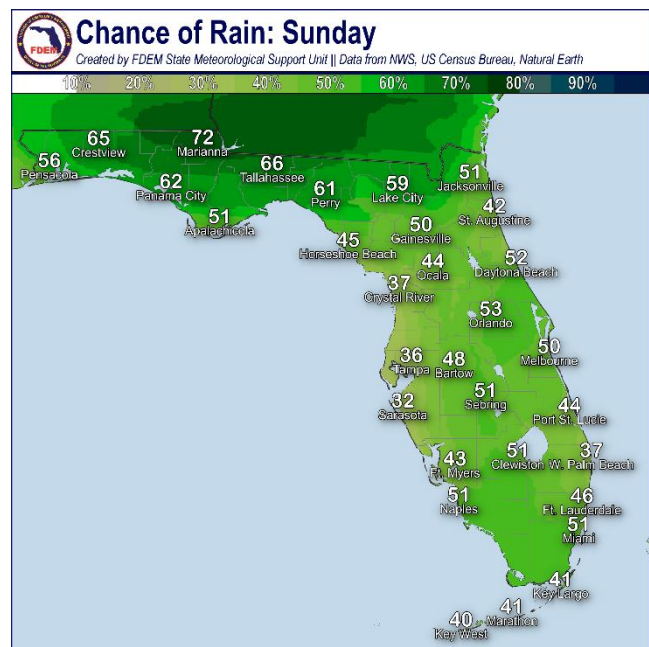 FDEM
Chance of Rain: Sunday
Created by FDEM State Meteorological Support Unit || Data from NWS, US Census Bureau, Natural Earth
10% 20% 30% 40% 50% 60% 70% 80% 90%
65
Crestview
72
Marianna
56
Pensacola
66
Tallahassee
62
Panama City
61
Perry
59
Lake City
51
Jacksonville
51
Apalachicola
42
St. Augustine
50
Gainesville
45
Horseshoe Beach
44
Ocala
52
Daytona Beach
37
Crystal River
53
Orlando
36
Tampa
48
Bartow
50
Melbourne
32
Sarasota
51
Sebring
44
Port St. Lucie
43
Ft. Myers
51
Clewiston
37
W. Palm Beach
51
Naples
46
Ft. Lauderdale
51
Miami
41
Key Largo
41
Marathon
40
Key West